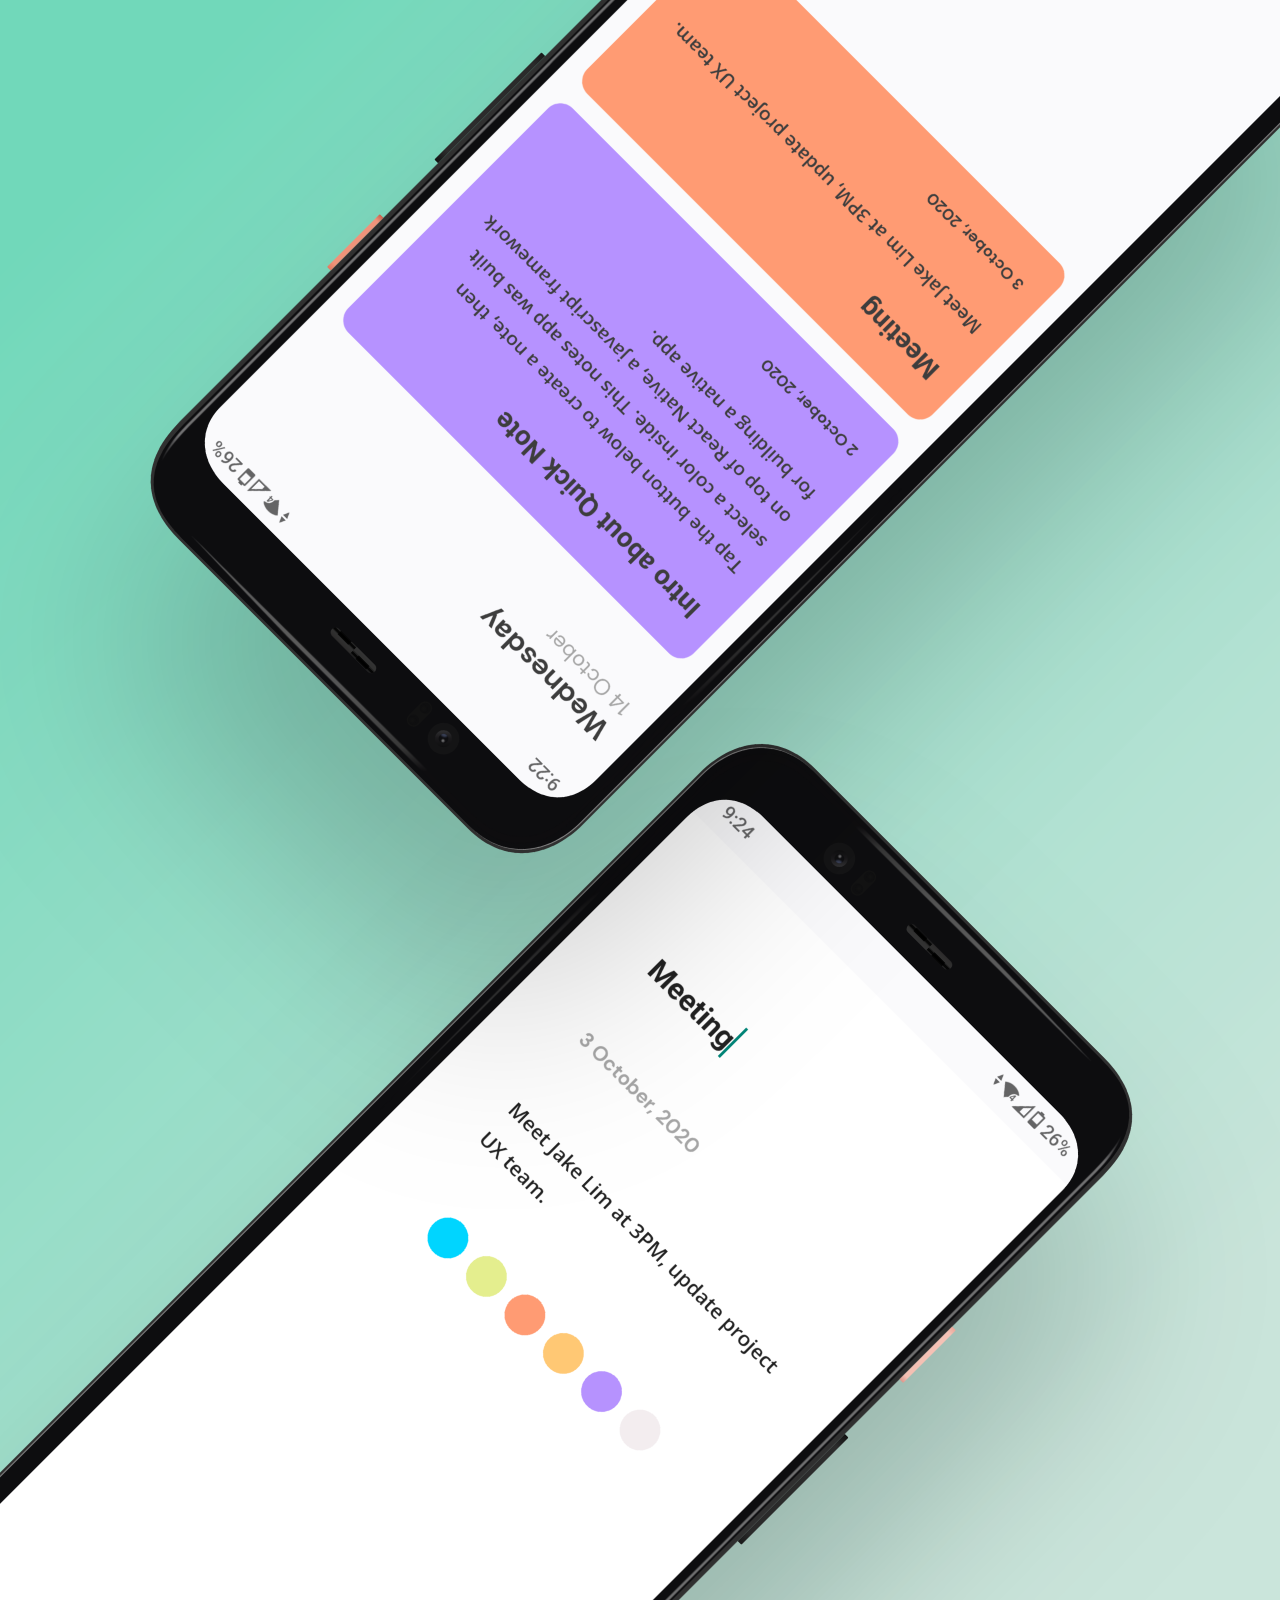 9:22
26%
Wednesday
14 October
Intro about Quick Note
Tap the button below to create a note, then
select a color inside. This notes app was built
on top of React Native, a javascript framework
for building a native app.
2 October, 2020
Meeting
Meet Jake Lim at 3PM, update project UX team.
3 October, 2020
9:24
4 26%
Meeting
3 October, 2020
Meet Jake Lim at 3PM, update project
UX team.